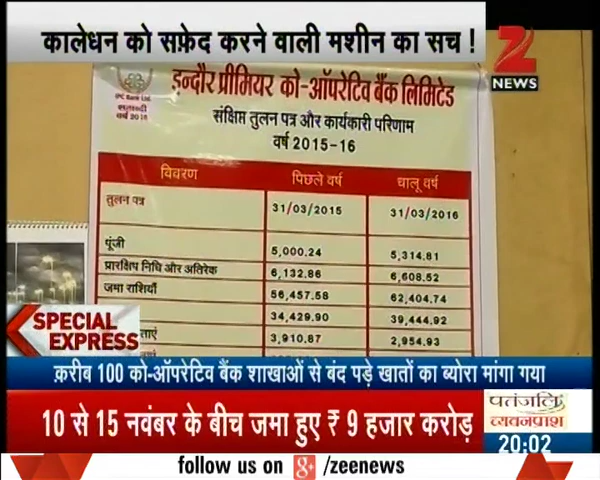 कालेधन को सफ़ेद करने वाली मशीन का सच !
Z
NEWS
IPC Bank Ltd.
शताब्दी
वर्ष 2015
इन्दौर प्रीमियर को-ऑपरेटिव बैंक लिमिटेड
संक्षिप्त तुलन पत्र और कार्यकारी परिणाम
वर्ष 2015-16
विवरण पिछले वर्ष चालू वर्ष
तुलन पत्र 31/03/2015 31/03/2016
पूंजी 5,000.24 5,314.81
प्रारक्षिप निधि और अतिरेक 6,132.86 6,608.52
जमा राशियाँ 56,457.58 62,404.74
34,429.90 39,444.92
ताएं 3,910.87 2,954.93
SPECIAL
EXPRESS
क़रीब 100 को-ऑपरेटिव बैंक शाखाओं से बंद पड़े खातों का ब्योरा मांगा गया
10 से 15 नवंबर के बीच जमा हुए ₹ 9 हजार करोड़
पतंजलि
च्यवनप्राश
20:02
follow us on g+ /zeenews